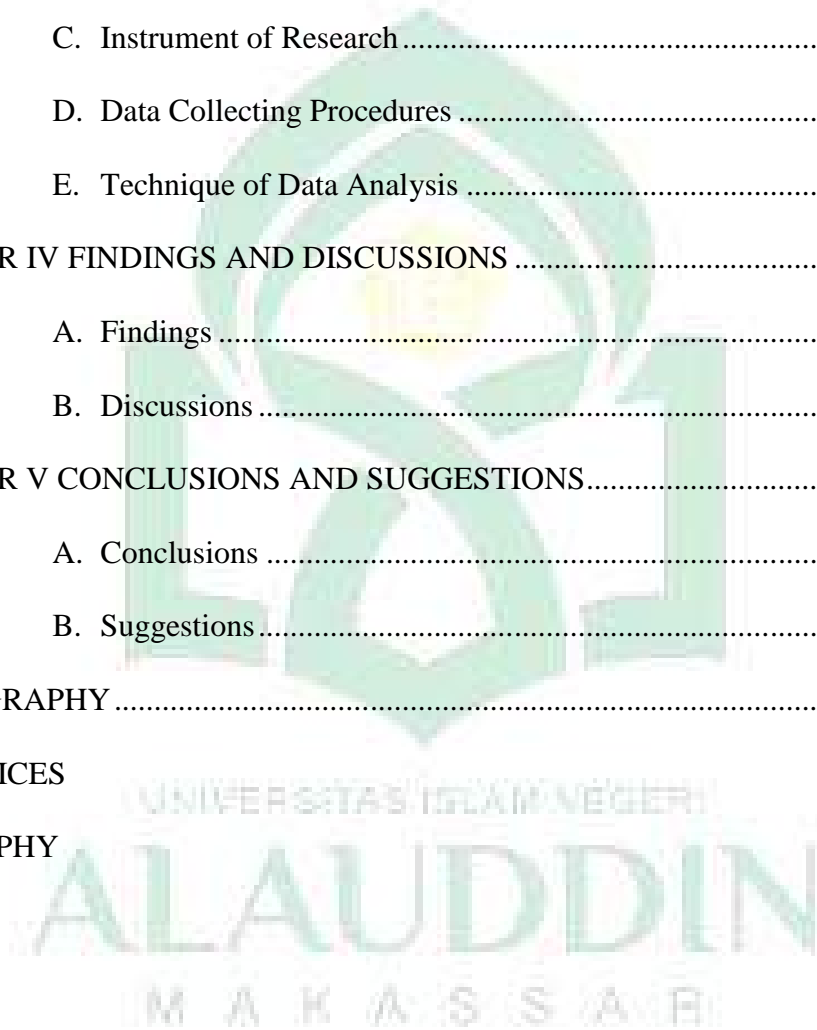 C. Instrument of Research ........................................................
D. Data Collecting Procedures ................................................
E. Technique of Data Analysis ...............................................
R IV FINDINGS AND DISCUSSIONS ........................................
A. Findings ...............................................................................
B. Discussions .........................................................................
R V CONCLUSIONS AND SUGGESTIONS..............................
A. Conclusions ........................................................................
B. Suggestions .........................................................................
RAPHY ..........................................................................................
ICES
PHY
UNIVERSITAS ISLAM NEGERI
ALAUDDIN
M A K A S S A R